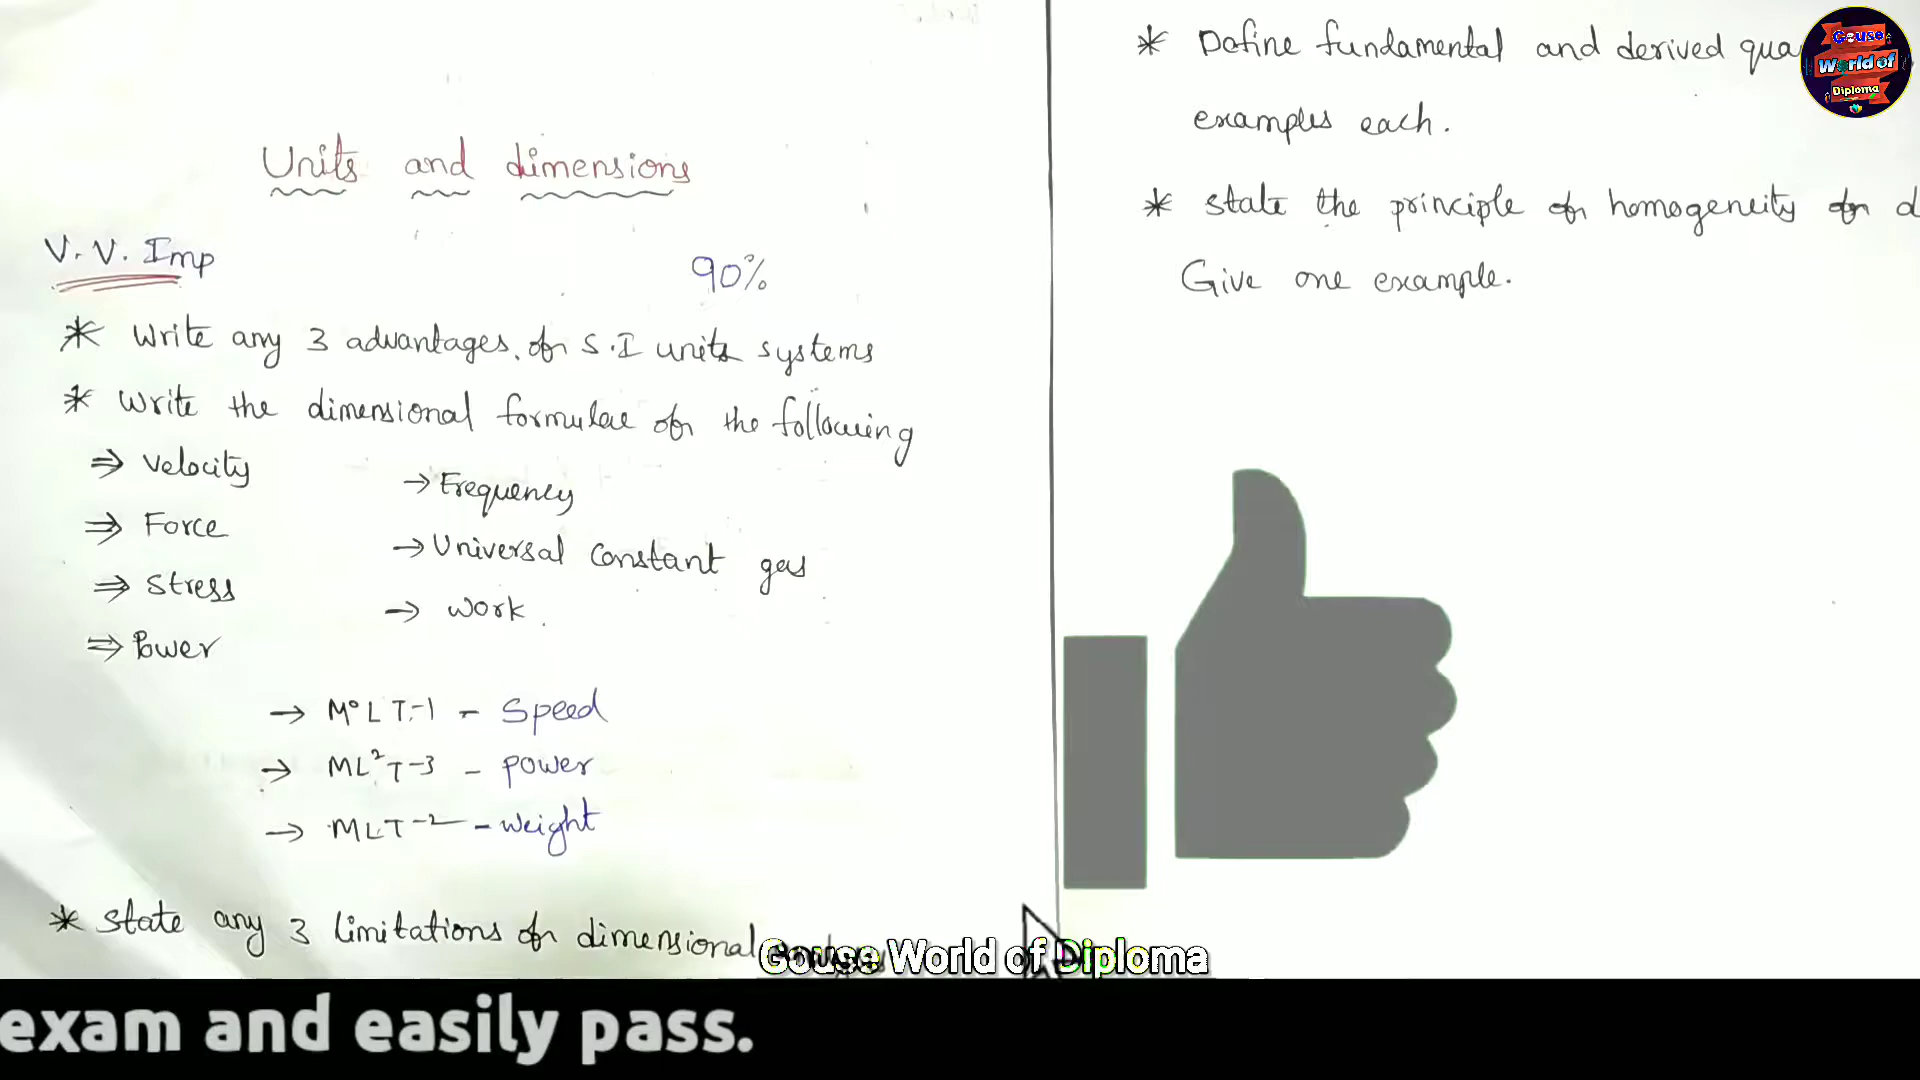 Units and dimensions
V. V. Imp
90%
* Write any 3 advantages of S.I units systems
* Write the dimensional formulae of the following
⇒ Velocity
⇒ Force
⇒ Stress
⇒ Power
→ Frequency
→ Universal constant gas
→ Work.
→ M° L T-1 - Speed
→ ML² T-3 - power
→ MLT-2 - weight
* State any 3 limitations of dimensional
* Define fundamental and derived
examples each.
* State the principle of homogeneity of
Give one example.
Gouse
World of
Diploma
Gouse World of Diploma
exam and easily pass.